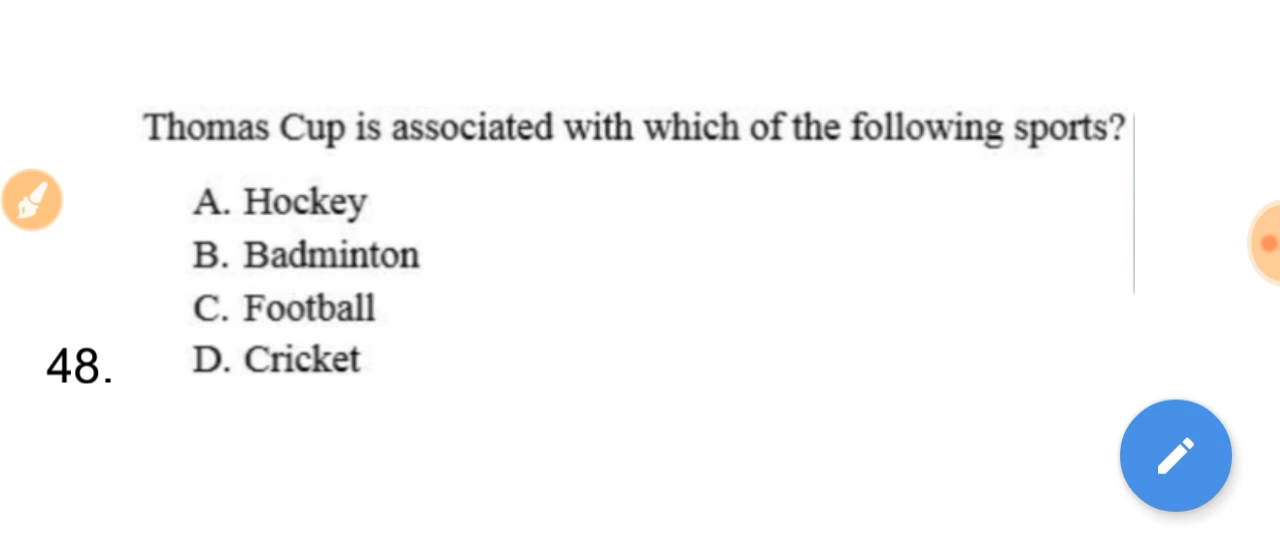 Thomas Cup is associated with which of the following sports?
A. Hockey
B. Badminton
C. Football
48. D. Cricket